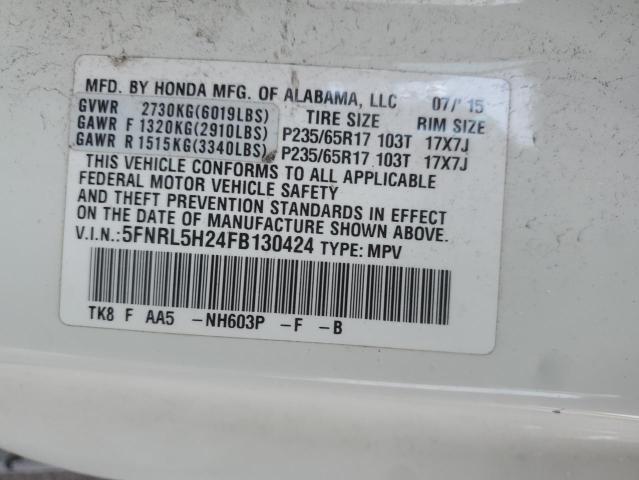 MFD. BY HONDA MFG. OF ALABAMA, LLC 07/'15
GVWR 2730KG(6019LBS) TIRE SIZE RIM SIZE
GAWR F 1320KG(2910LBS) P235/65R17 103T 17X7J
GAWR R 1515KG(3340LBS) P235/65R17 103T 17X7J
THIS VEHICLE CONFORMS TO ALL APPLICABLE
FEDERAL MOTOR VEHICLE SAFETY
AND THEFT PREVENTION STANDARDS IN EFFECT
ON THE DATE OF MANUFACTURE SHOWN ABOVE.
V.I.N.:5FNRL5H24FB130424 TYPE: MPV
TK8 F AA5 -NH603P -F -B